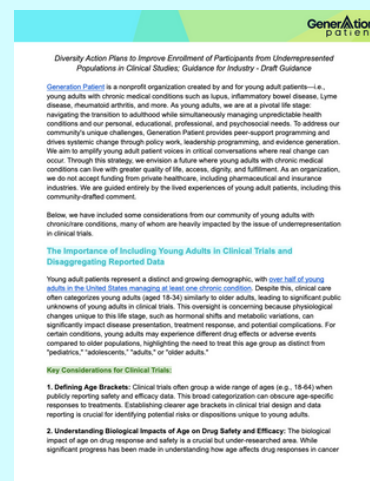 GenerAtion
patient
Diversity Action Plans to Improve Enrollment of Participants from Underrepresented
Populations in Clinical Studies; Guidance for Industry - Draft Guidance
Generation Patient is a nonprofit organization created by and for young adult patients—i.e.,
young adults with chronic medical conditions such as lupus, inflammatory bowel disease, Lyme
disease, rheumatoid arthritis, and more. As young adults, we are at a pivotal life stage:
navigating the transition to adulthood while simultaneously managing unpredictable health
conditions and our personal, educational, professional, and psychosocial needs. To address our
community's unique challenges, Generation Patient provides peer-support programming and
drives systemic change through policy work, leadership programming, and evidence generation.
We aim to amplify young adult patient voices in critical conversations where real change can
occur. Through this strategy, we envision a future where young adults with chronic medical
conditions can live with greater quality of life, access, dignity, and fulfillment. As an organization,
we do not accept funding from private healthcare, including pharmaceutical and insurance
industries. We are guided entirely by the lived experiences of young adult patients, including this
community-drafted comment.
Below, we have included some considerations from our community of young adults with
chronic/rare conditions, many of whom are heavily impacted by the issue of underrepresentation
in clinical trials.
The Importance of Including Young Adults in Clinical Trials and
Disaggregating Reported Data
Young adult patients represent a distinct and growing demographic, with over half of young
adults in the United States managing at least one chronic condition. Despite this, clinical care
often categorizes young adults (aged 18-34) similarly to older adults, leading to significant public
unknowns of young adults in clinical trials. This oversight is concerning because physiological
changes unique to this life stage, such as hormonal shifts and metabolic variations, can
significantly impact disease presentation, treatment response, and potential complications. For
certain conditions, young adults may experience different drug effects or adverse events
compared to older populations, highlighting the need to treat this age group as distinct from
"pediatrics," "adolescents," "adults," or "older adults."
Key Considerations for Clinical Trials:
1. Defining Age Brackets: Clinical trials often group a wide range of ages (e.g., 18-64) when
publicly reporting safety and efficacy data. This broad categorization can obscure age-specific
responses to treatments. Establishing clearer age brackets in clinical trial design and data
reporting is crucial for identifying potential risks or dispositions unique to young adults.
2. Understanding Biological Impacts of Age on Drug Safety and Efficacy: The biological
impact of age on drug response and safety is a crucial but under-researched area. While
significant progress has been made in understanding how age affects drug responses in cancer